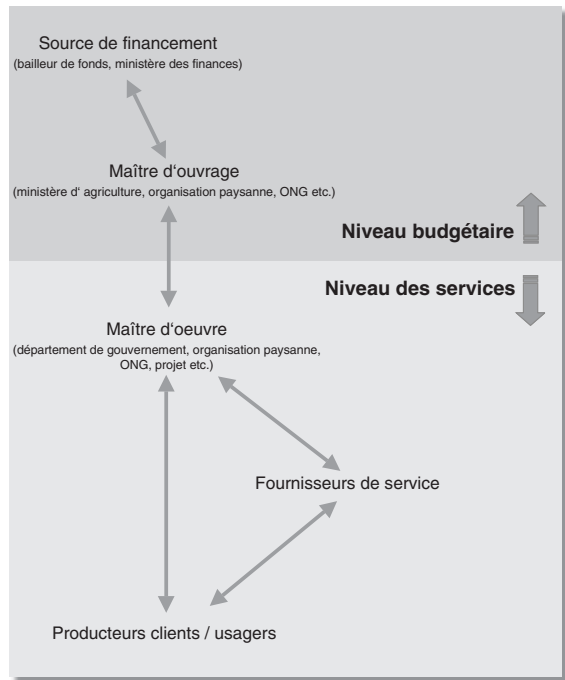 Source de financement
(bailleur de fonds, ministère des finances)
Maître d‘ouvrage
(ministère d‘ agriculture, organisation paysanne, ONG etc.)
Niveau budgétaire
Niveau des services
Maître d‘oeuvre
(département de gouvernement, organisation paysanne,
ONG, projet etc.)
Fournisseurs de service
Producteurs clients / usagers